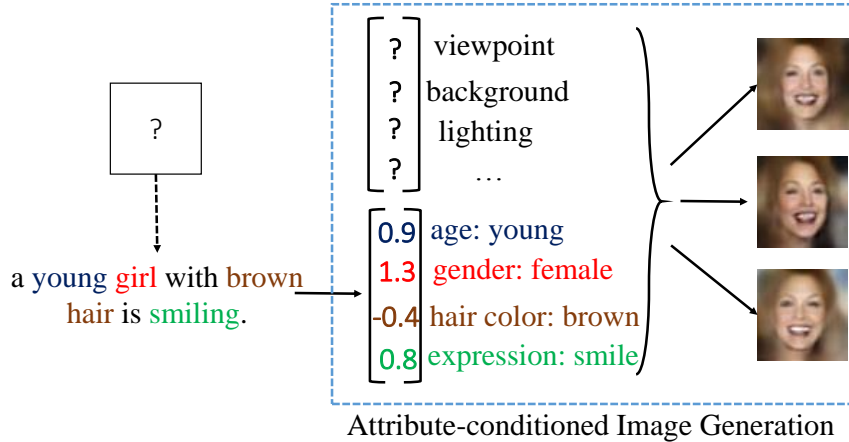 ?
a young girl with brown
hair is smiling.
? viewpoint
? background
? lighting
? ...
0.9 age: young
1.3 gender: female
-0.4 hair color: brown
0.8 expression: smile
Attribute-conditioned Image Generation